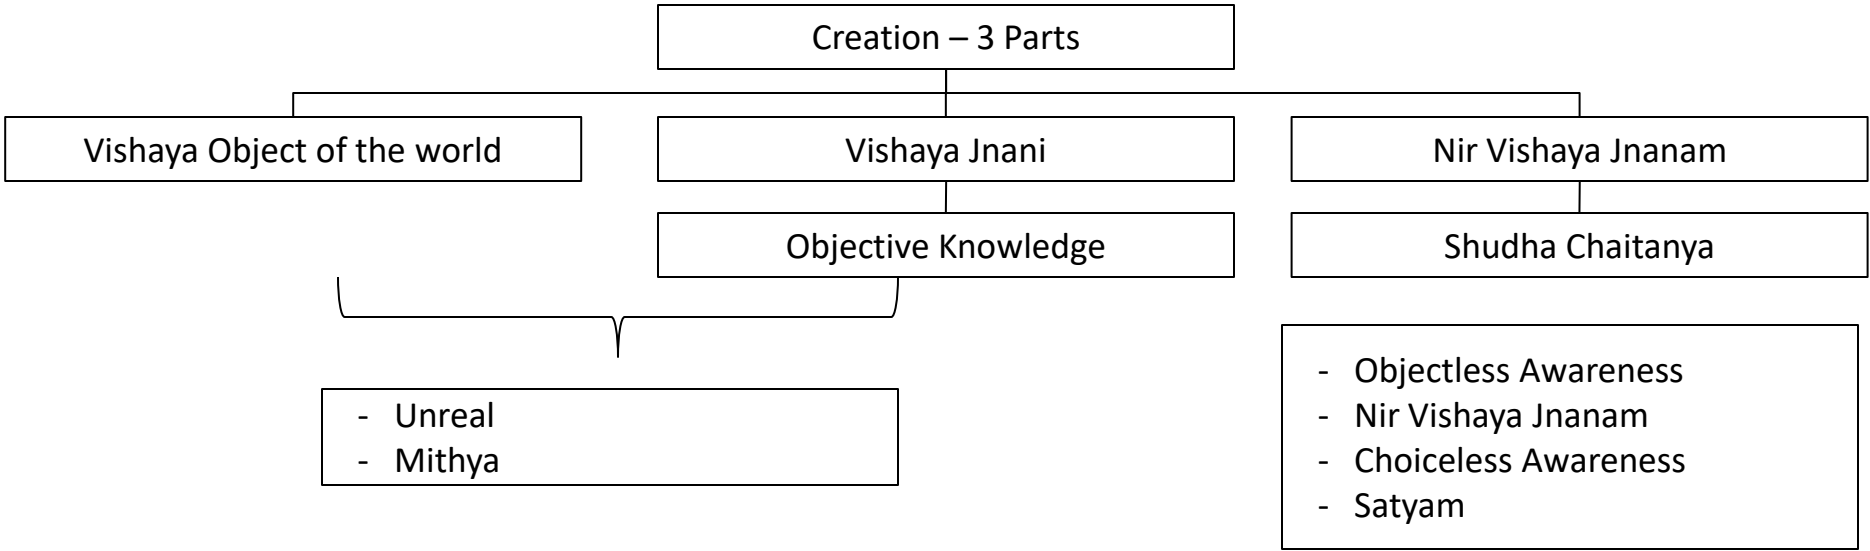 Creation – 3 Parts
Vishaya Object of the world
Vishaya Jnani
Nir Vishaya Jnanam
Objective Knowledge
Shudha Chaitanya
- Unreal
- Mithya
- Objectless Awareness
- Nir Vishaya Jnanam
- Choiceless Awareness
- Satyam